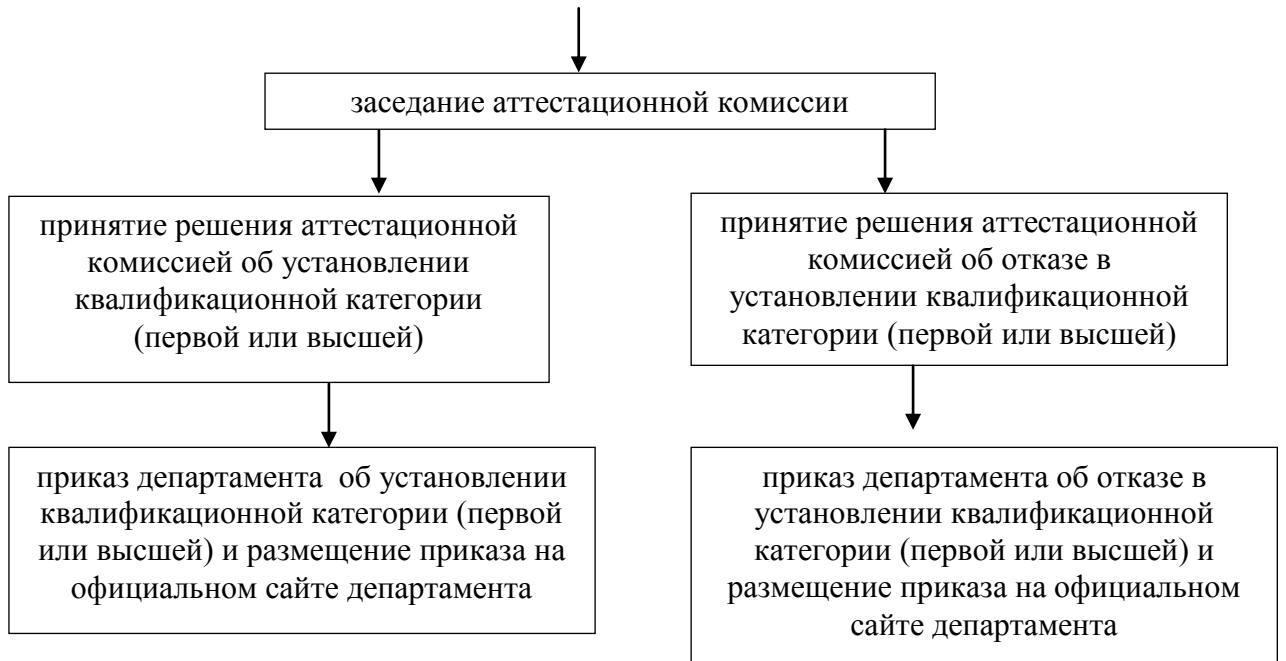 заседание аттестационной комиссии
принятие решения аттестационной
комиссией об установлении
квалификационной категории
(первой или высшей)
принятие решения аттестационной
комиссией об отказе в
установлении квалификационной
категории (первой или высшей)
приказ департамента об установлении
квалификационной категории (первой
или высшей) и размещение приказа на
официальном сайте департамента
приказ департамента об отказе в
установлении квалификационной
категории (первой или высшей) и
размещение приказа на официальном
сайте департамента